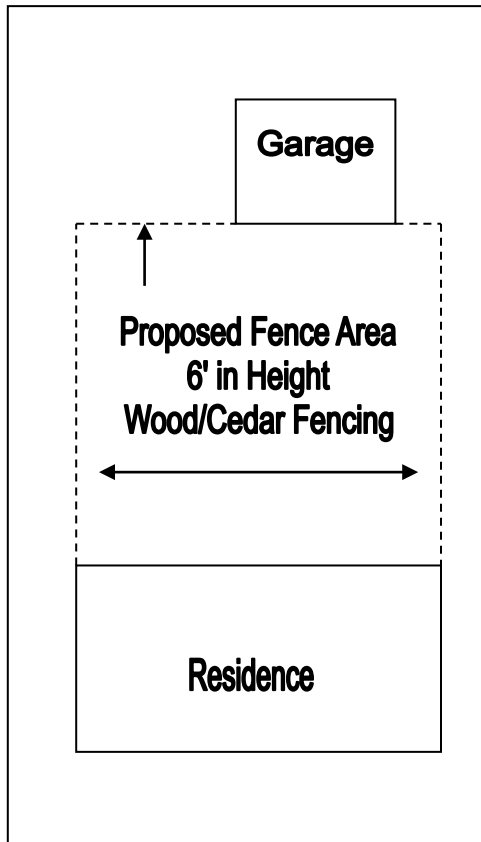 Garage
Proposed Fence Area
6' in Height
Wood/Cedar Fencing
Residence